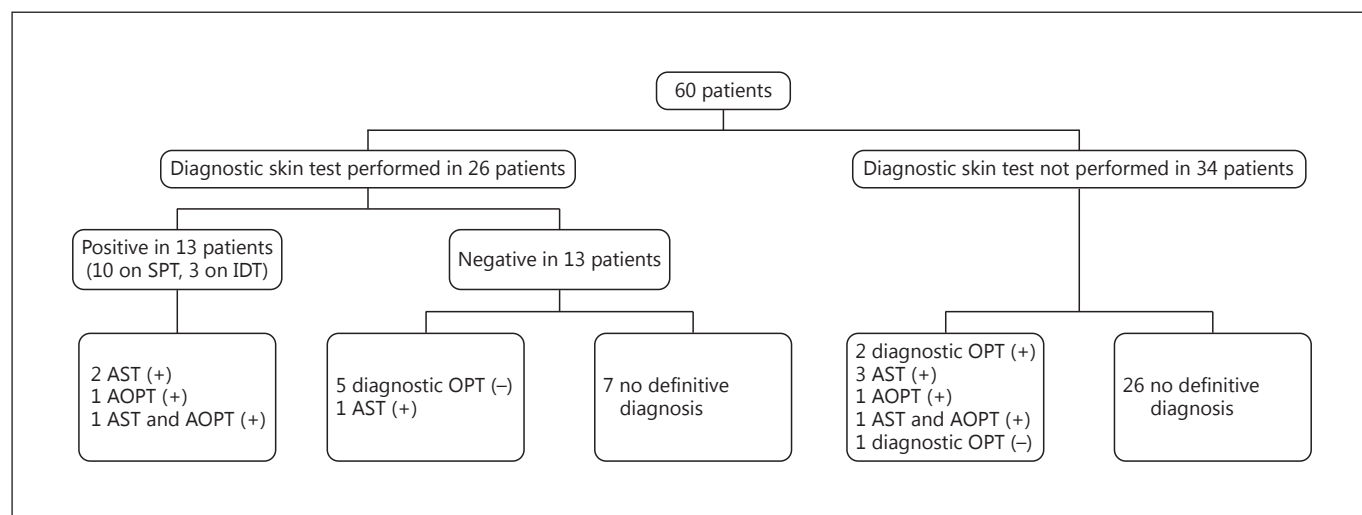 60 patients
Diagnostic skin test performed in 26 patients
Diagnostic skin test not performed in 34 patients
Positive in 13 patients
(10 on SPT, 3 on IDT)
Negative in 13 patients
2 AST (+)
1 AOPT (+)
1 AST and AOPT (+)
5 diagnostic OPT (–)
1 AST (+)
7 no definitive
diagnosis
2 diagnostic OPT (+)
3 AST (+)
1 AOPT (+)
1 AST and AOPT (+)
1 diagnostic OPT (–)
26 no definitive
diagnosis